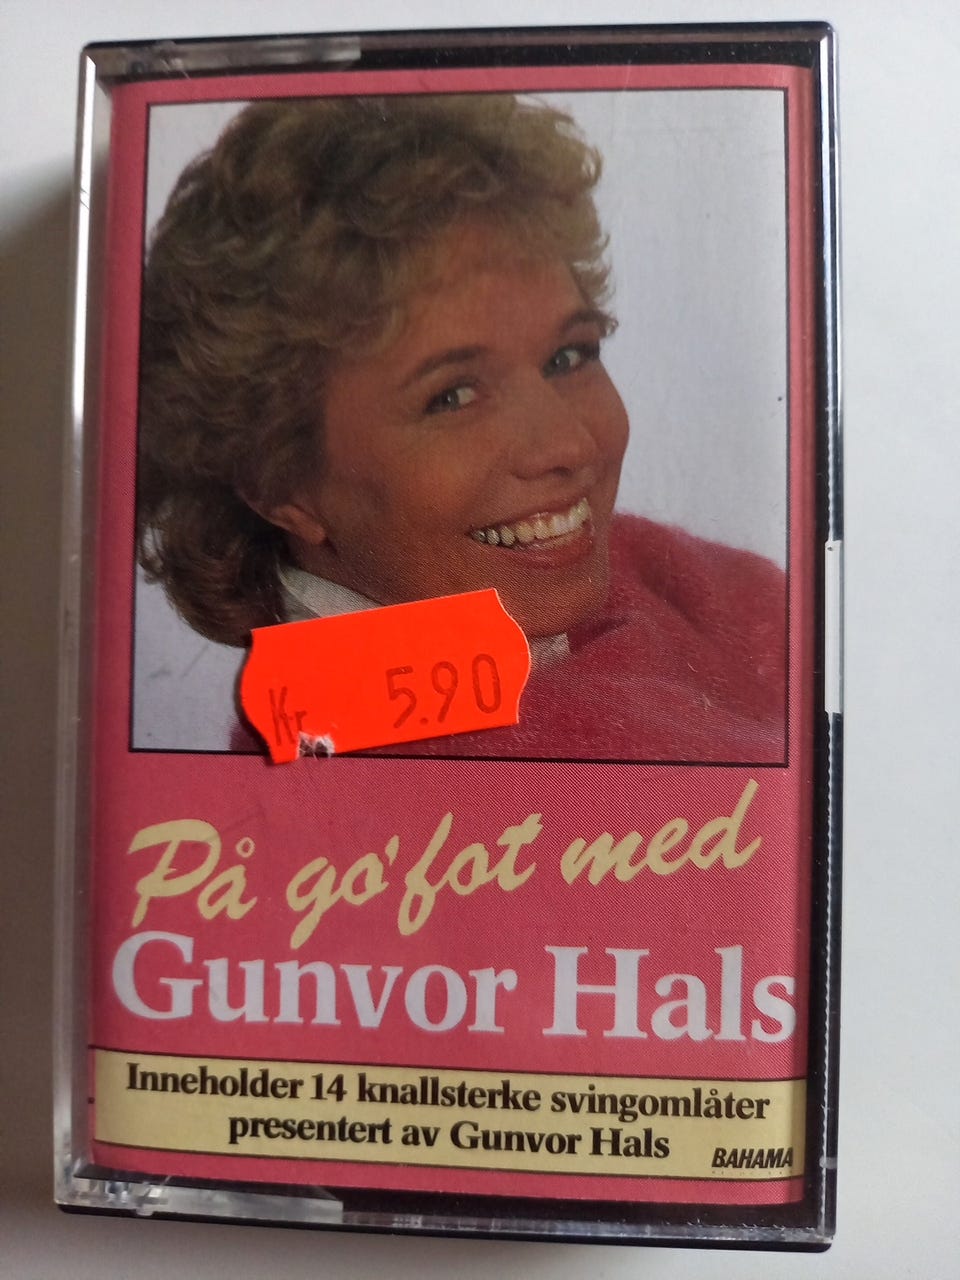 Kr. 5.90
På go'fot med
Gunvor Hals
Inneholder 14 knallsterke svingomlåter
presentert av Gunvor Hals
BAHAMA